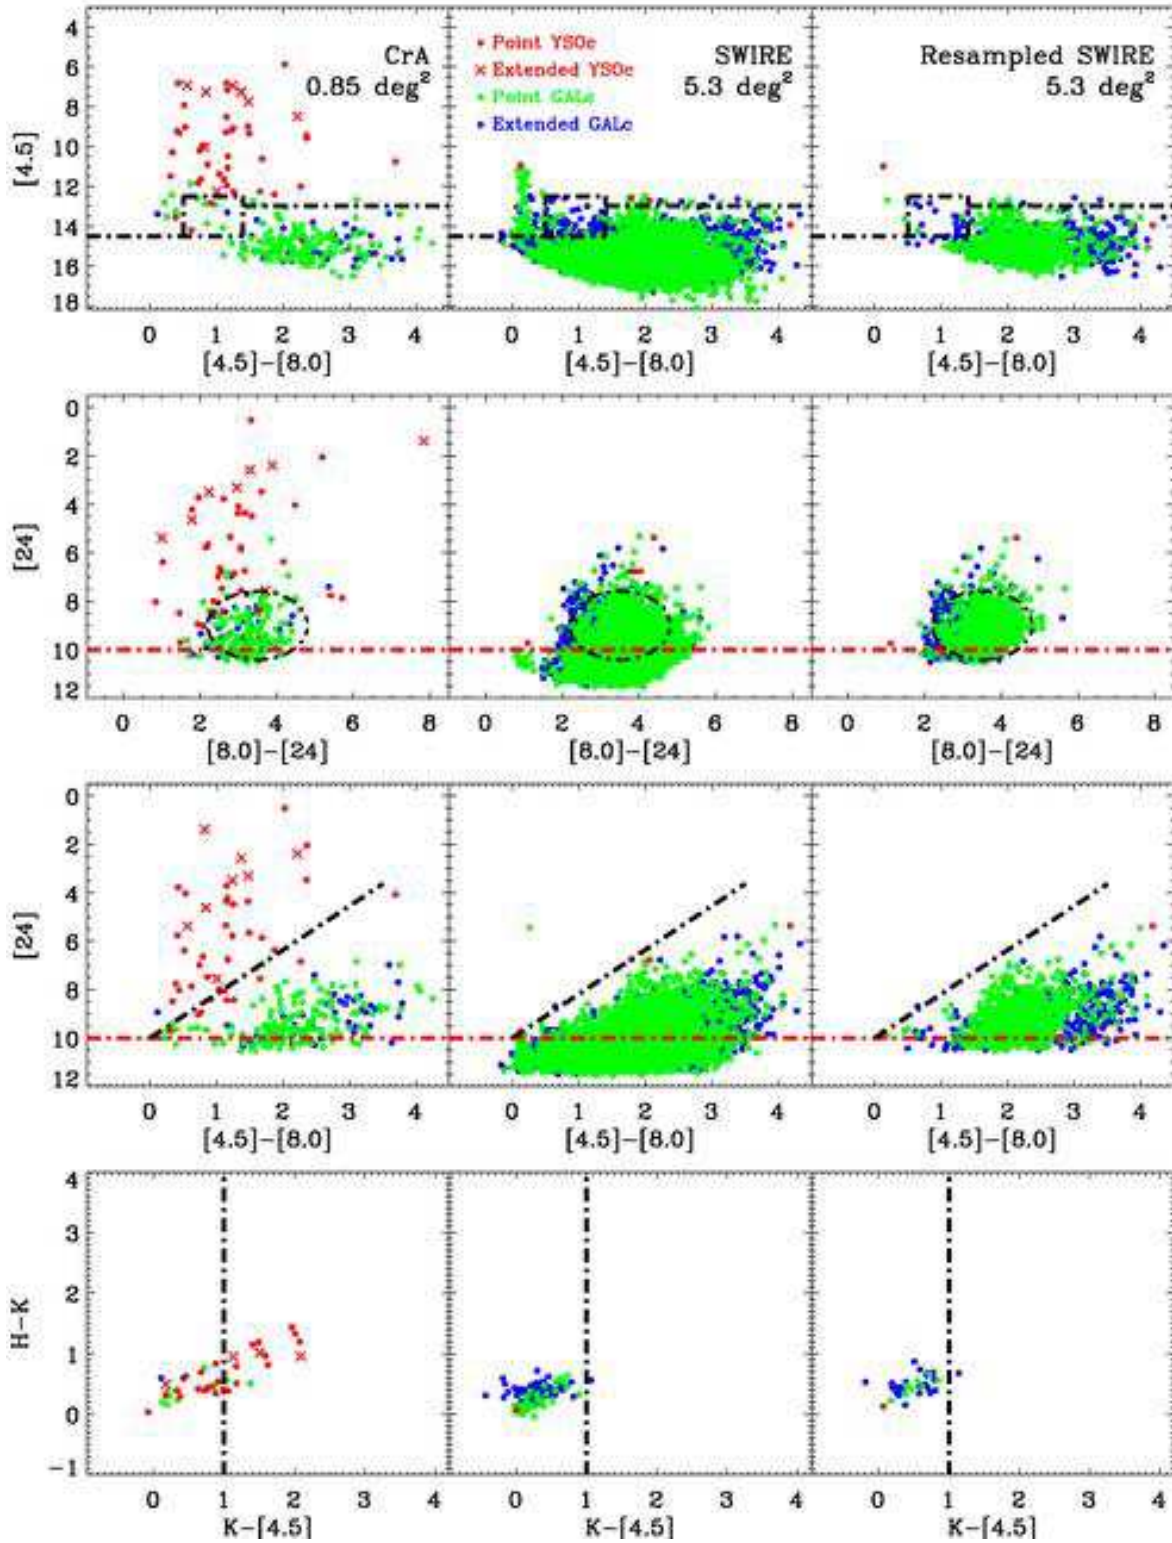 4
6
8
10
12
14
16
18
[4.5]
CrA
0.85 deg²
Point YSOc
Extended YSOc
Point GALc
Extended GALc
SWIRE
5.3 deg²
Resampled SWIRE
5.3 deg²
0 1 2 3 4
0 1 2 3 4
0 1 2 3 4
[4.5]-[8.0]
[4.5]-[8.0]
[4.5]-[8.0]
0
2
4
6
8
10
12
[24]
0 2 4 6 8
0 2 4 6 8
0 2 4 6 8
[8.0]-[24]
[8.0]-[24]
[8.0]-[24]
0
2
4
6
8
10
12
[24]
0 1 2 3 4
0 1 2 3 4
0 1 2 3 4
[4.5]-[8.0]
[4.5]-[8.0]
[4.5]-[8.0]
4
3
2
1
0
-1
H-K
0 1 2 3 4
0 1 2 3 4
0 1 2 3 4
K-[4.5]
K-[4.5]
K-[4.5]